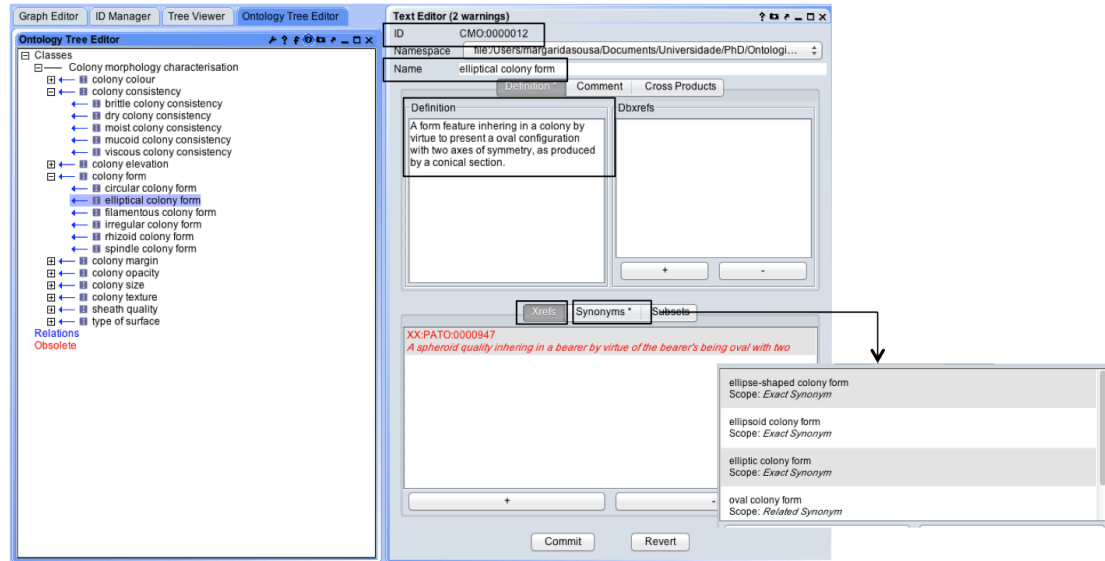 Graph Editor ID Manager Tree Viewer Ontology Tree Editor
Ontology Tree Editor
Classes
Colony morphology characterisation
colony colour
colony consistency
brittle colony consistency
dry colony consistency
moist colony consistency
mucoid colony consistency
viscous colony consistency
colony elevation
colony form
circular colony form
elliptical colony form
filamentous colony form
irregular colony form
rhizoid colony form
spindle colony form
colony margin
colony opacity
colony size
colony texture
sheath quality
type of surface
Relations
Obsolete
Text Editor (2 warnings)
ID CMO:0000012
Namespace file:/Users/margaridasousa/Documents/Universidade/PhD/Ontologi...
Name elliptical colony form
Definition * Comment Cross Products
Definition
A form feature inhering in a colony by
virtue to present a oval configuration
with two axes of symmetry, as produced
by a conical section.
Dbxrefs
+ -
Xrefs Synonyms * Subsets
XX:PATO:0000947
A spheroid quality inhering in a bearer by virtue of the bearer's being oval with two
+ -
Commit Revert
ellipse-shaped colony form
Scope: Exact Synonym
ellipsoid colony form
Scope: Exact Synonym
elliptic colony form
Scope: Exact Synonym
oval colony form
Scope: Related Synonym